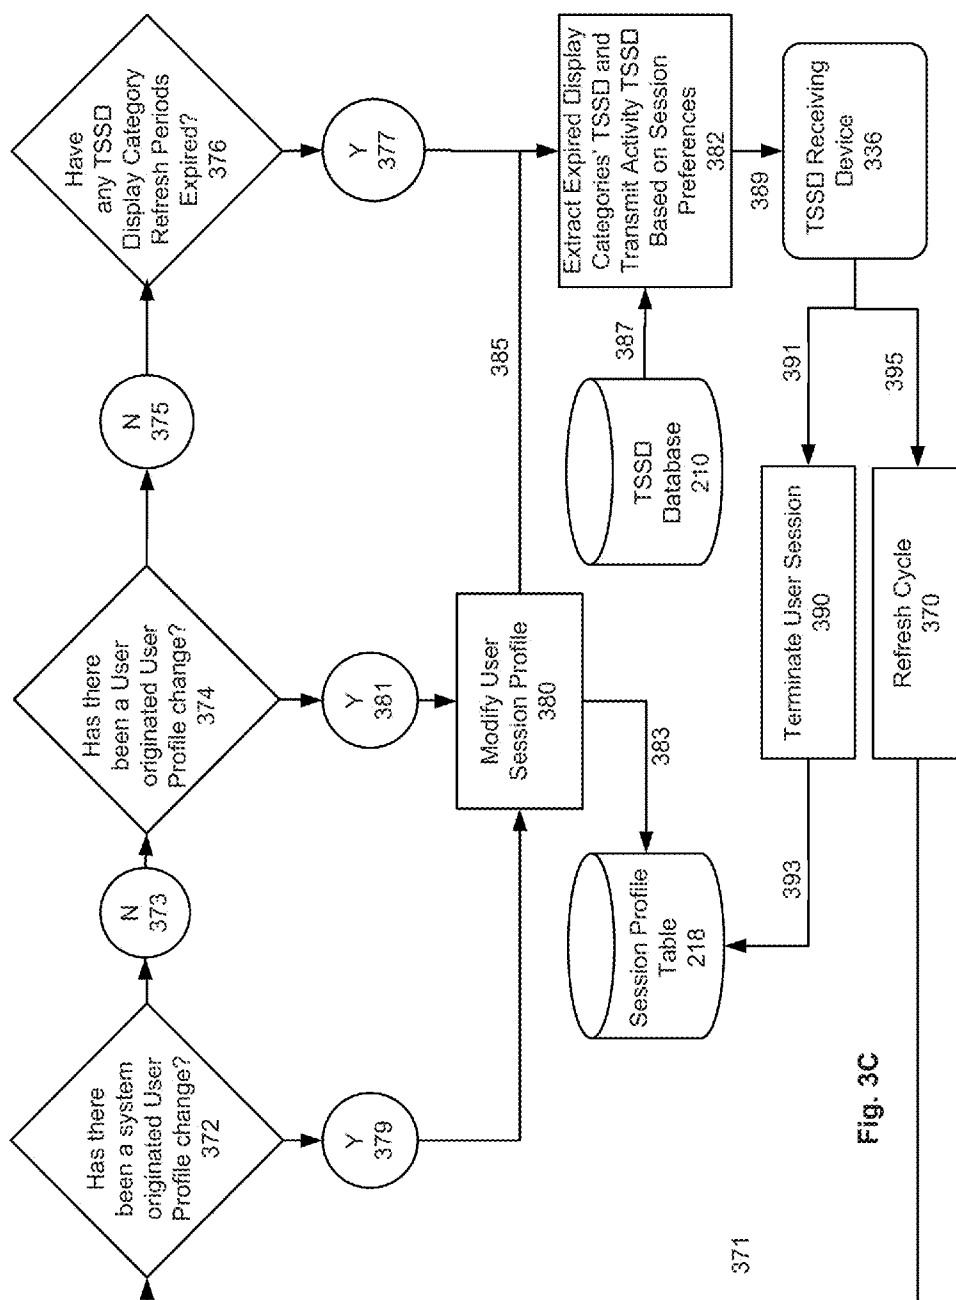 Has there
been a system
originated User
Profile change?
372
N
373
Has there
been a User
originated User
Profile change?
374
N
375
Have
any TSSD
Display Category
Refresh Periods
Expired?
376
Y
379
Y
381
Y
377
Modify User
Session Profile
380
385
383
Session Profile
Table
218
TSSD
Database
210
387
Extract Expired Display
Categories' TSSD and
Transmit Activity TSSD
Based on Session
Preferences
382
389
TSSD Receiving
Device
336
391
395
Terminate User Session
390
393
Refresh Cycle
370
371
Fig. 3C